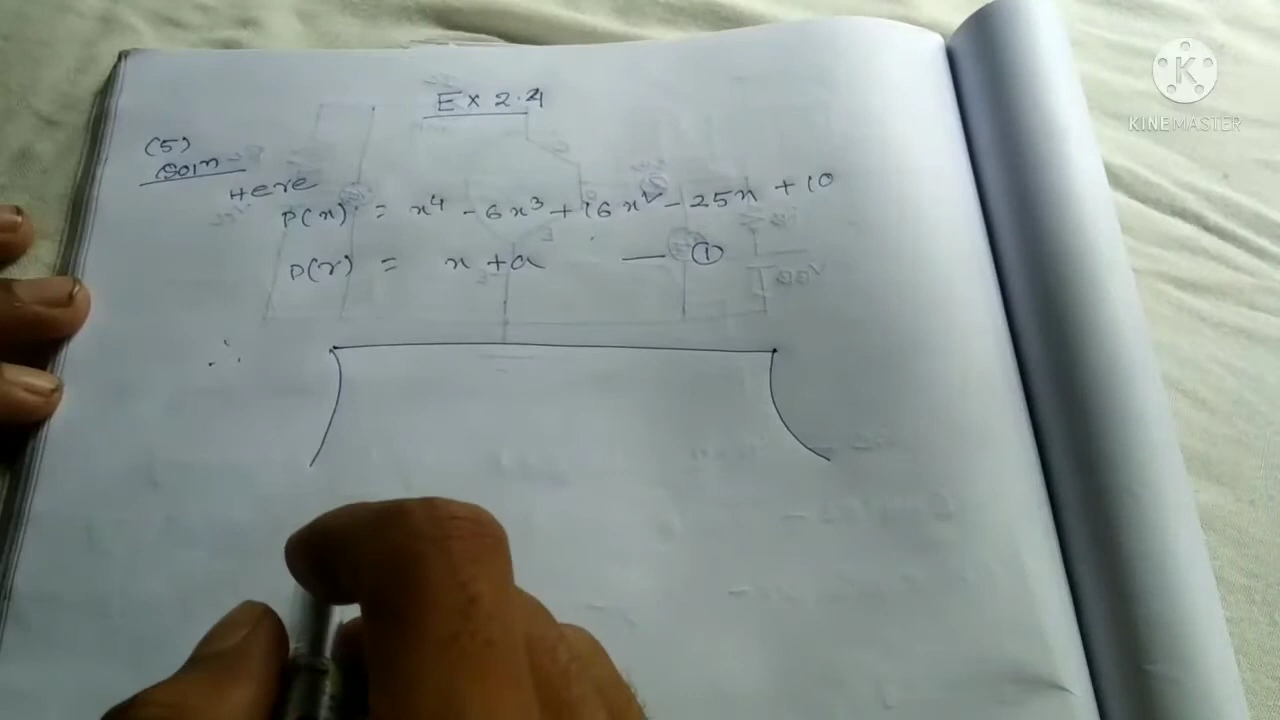 Ex 2.4
(5)
Soln
Here
P(x) = x⁴ - 6x³ + 16x² - 25x + 10
P(r) = x + a — ①
∴
K
KINEMASTER